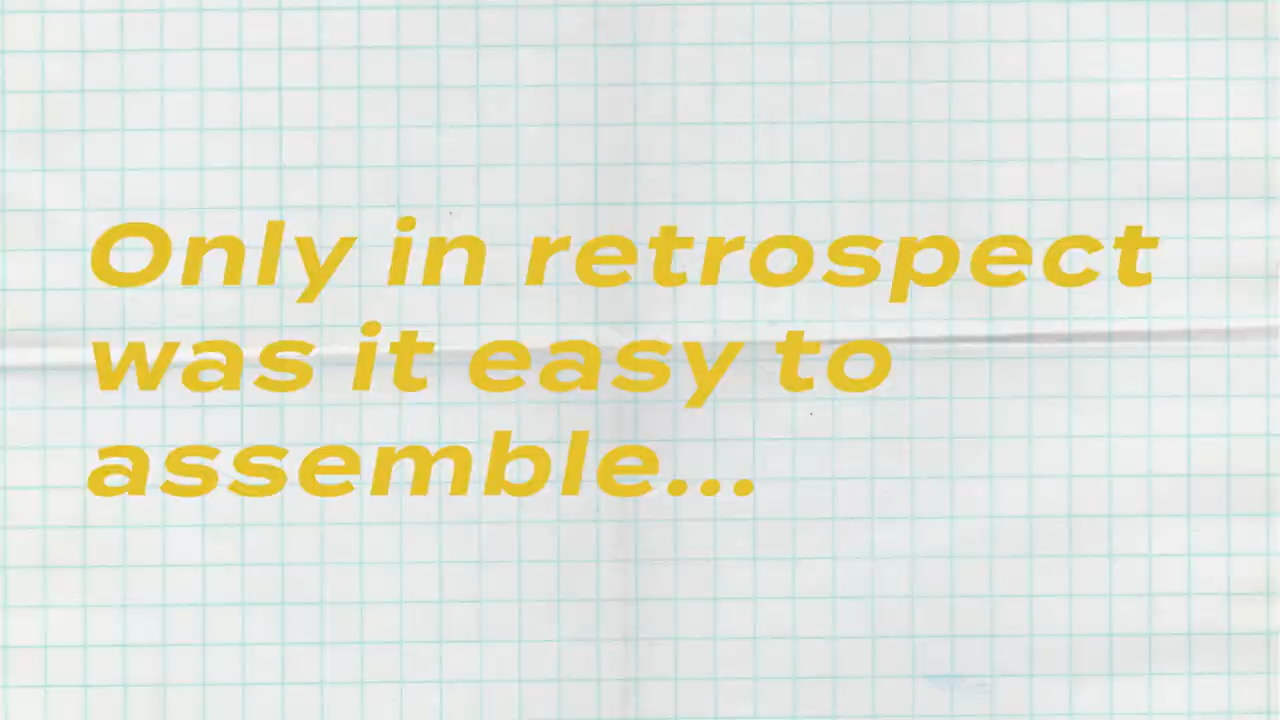 Only in retrospect
was it easy to
assemble...